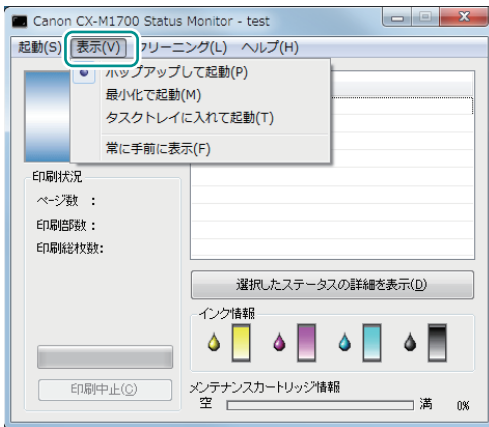 Canon CX-M1700 Status Monitor - test
起動(S) 表示(V) クリーニング(L) ヘルプ(H)
ポップアップして起動(P)
最小化で起動(M)
タスクトレイに入れて起動(T)
常に手前に表示(F)
印刷状況
ページ数 :
印刷部数 :
印刷総枚数:
選択したステータスの詳細を表示(D)
インク情報
印刷中止(C)
メンテナンスカートリッジ情報
空 満 0%